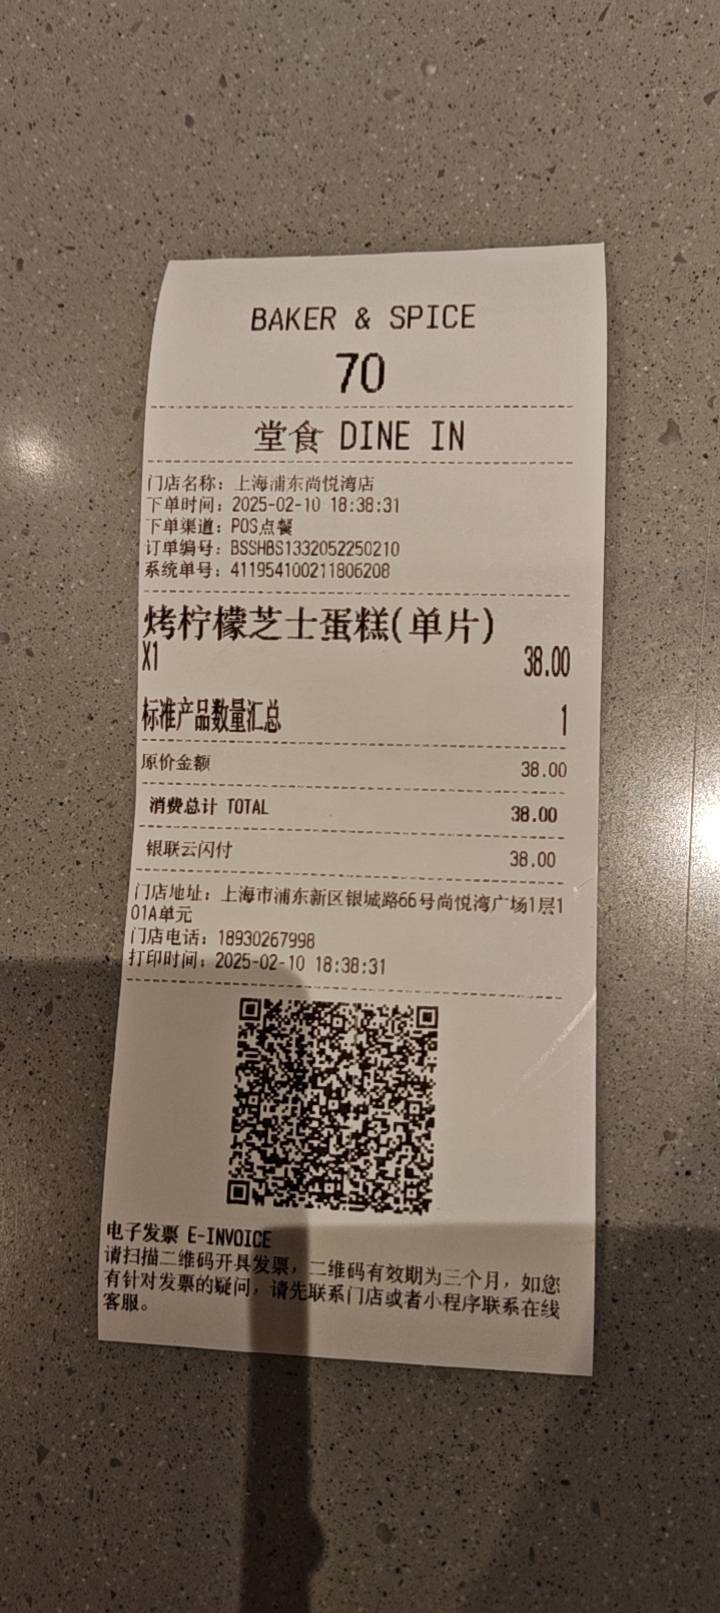 BAKER & SPICE
70
堂食 DINE IN
门店名称：上海浦东尚悦湾店
下单时间：2025-02-10 18:38:31
下单渠道：POS点餐
订单编号：BSSHBS1332052250210
系统单号：411954100211806208
烤柠檬芝士蛋糕(单片)
X1 38.00
标准产品数量汇总 1
原价金额 38.00
消费总计 TOTAL 38.00
银联云闪付 38.00
门店地址：上海市浦东新区银城路66号尚悦湾广场1层1
01A单元
门店电话：18930267998
打印时间：2025-02-10 18:38:31
电子发票 E-INVOICE
请扫描二维码开具发票，二维码有效期为三个月，如您
有针对发票的疑问，请先联系门店或者小程序联系在线
客服。